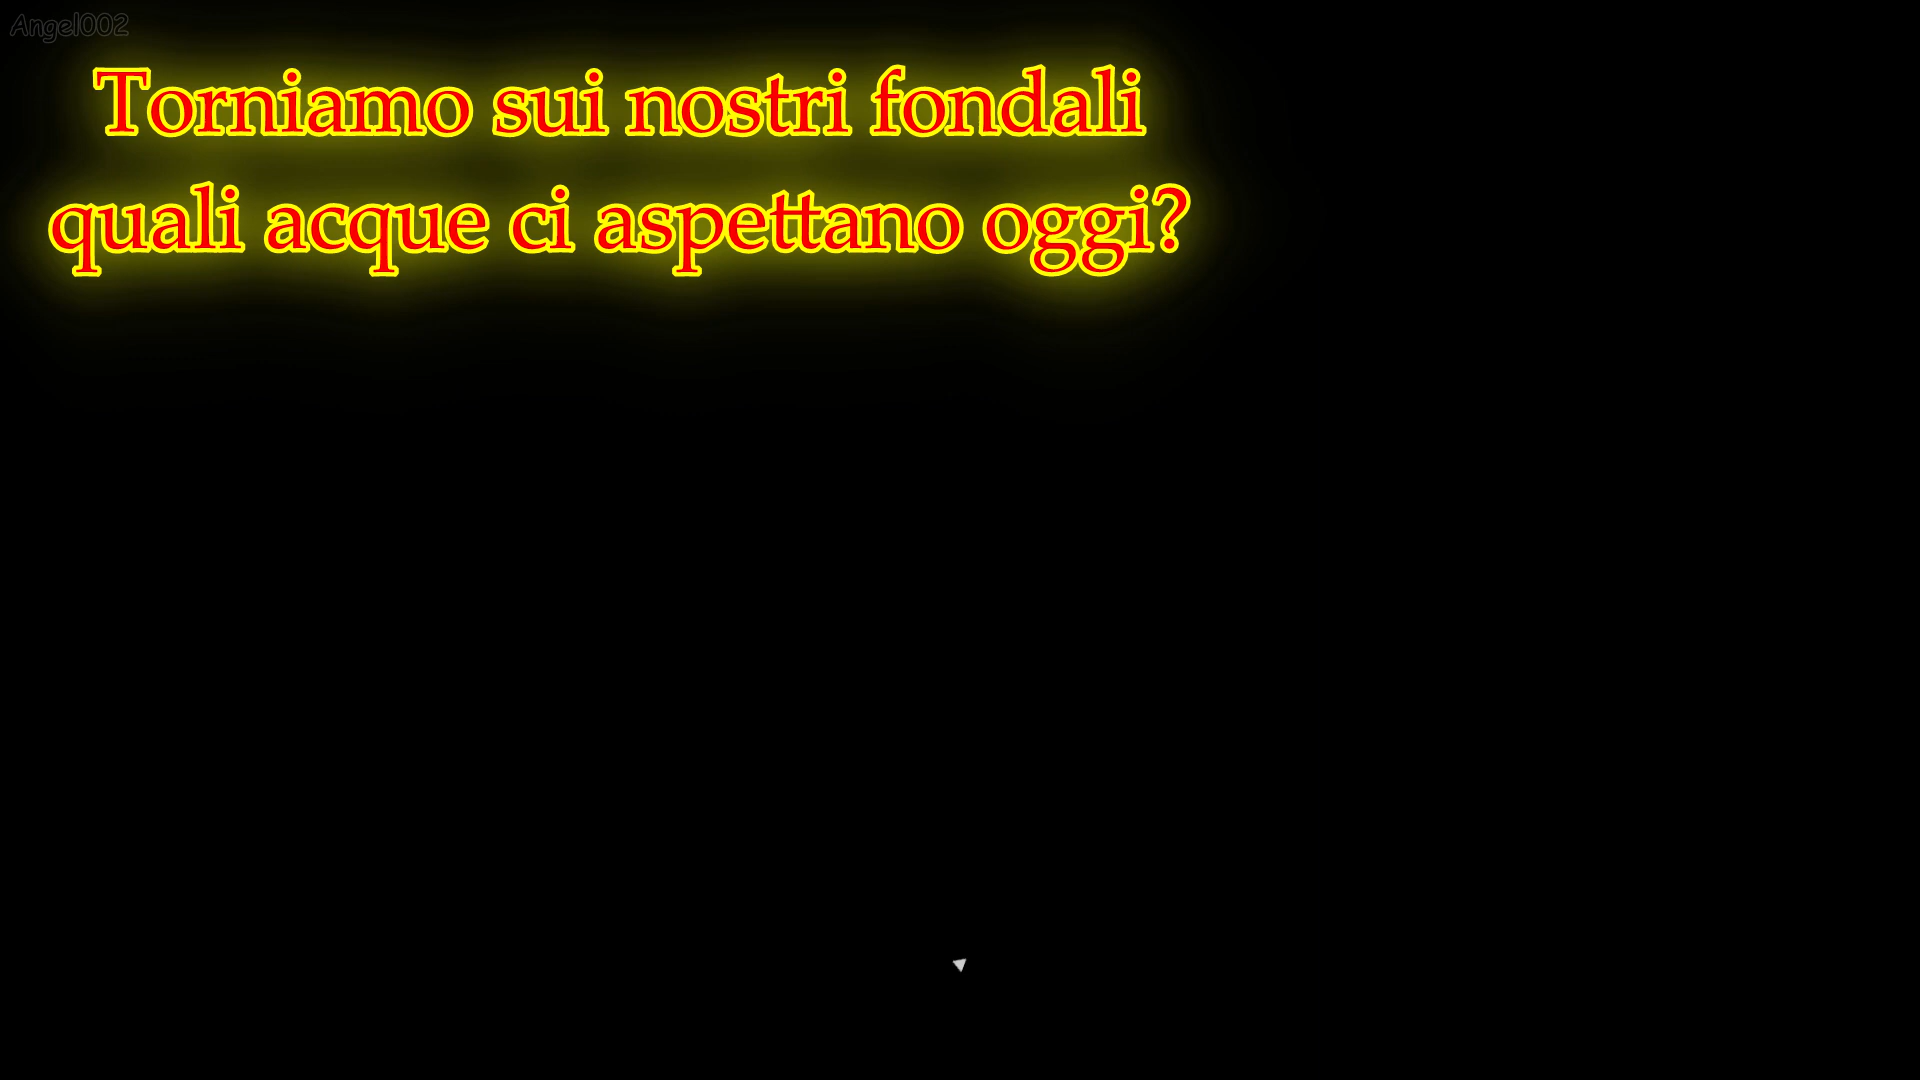 Angel002
Torniamo sui nostri fondali
quali acque ci aspettano oggi?